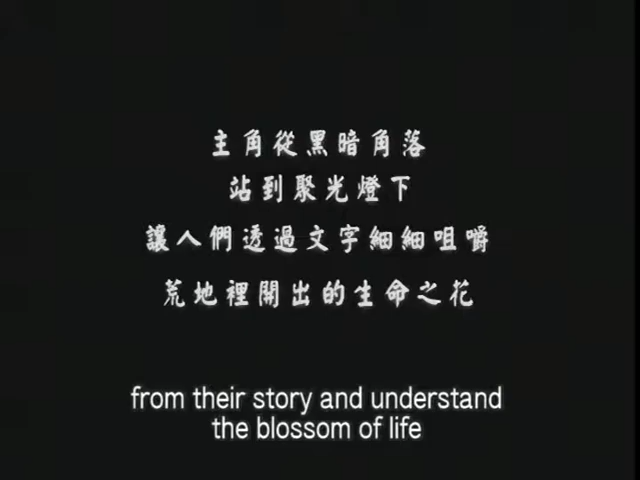 主角從黑暗角落
站到聚光燈下
讓人們透過文字細細咀嚼
荒地裡開出的生命之花
from their story and understand
the blossom of life